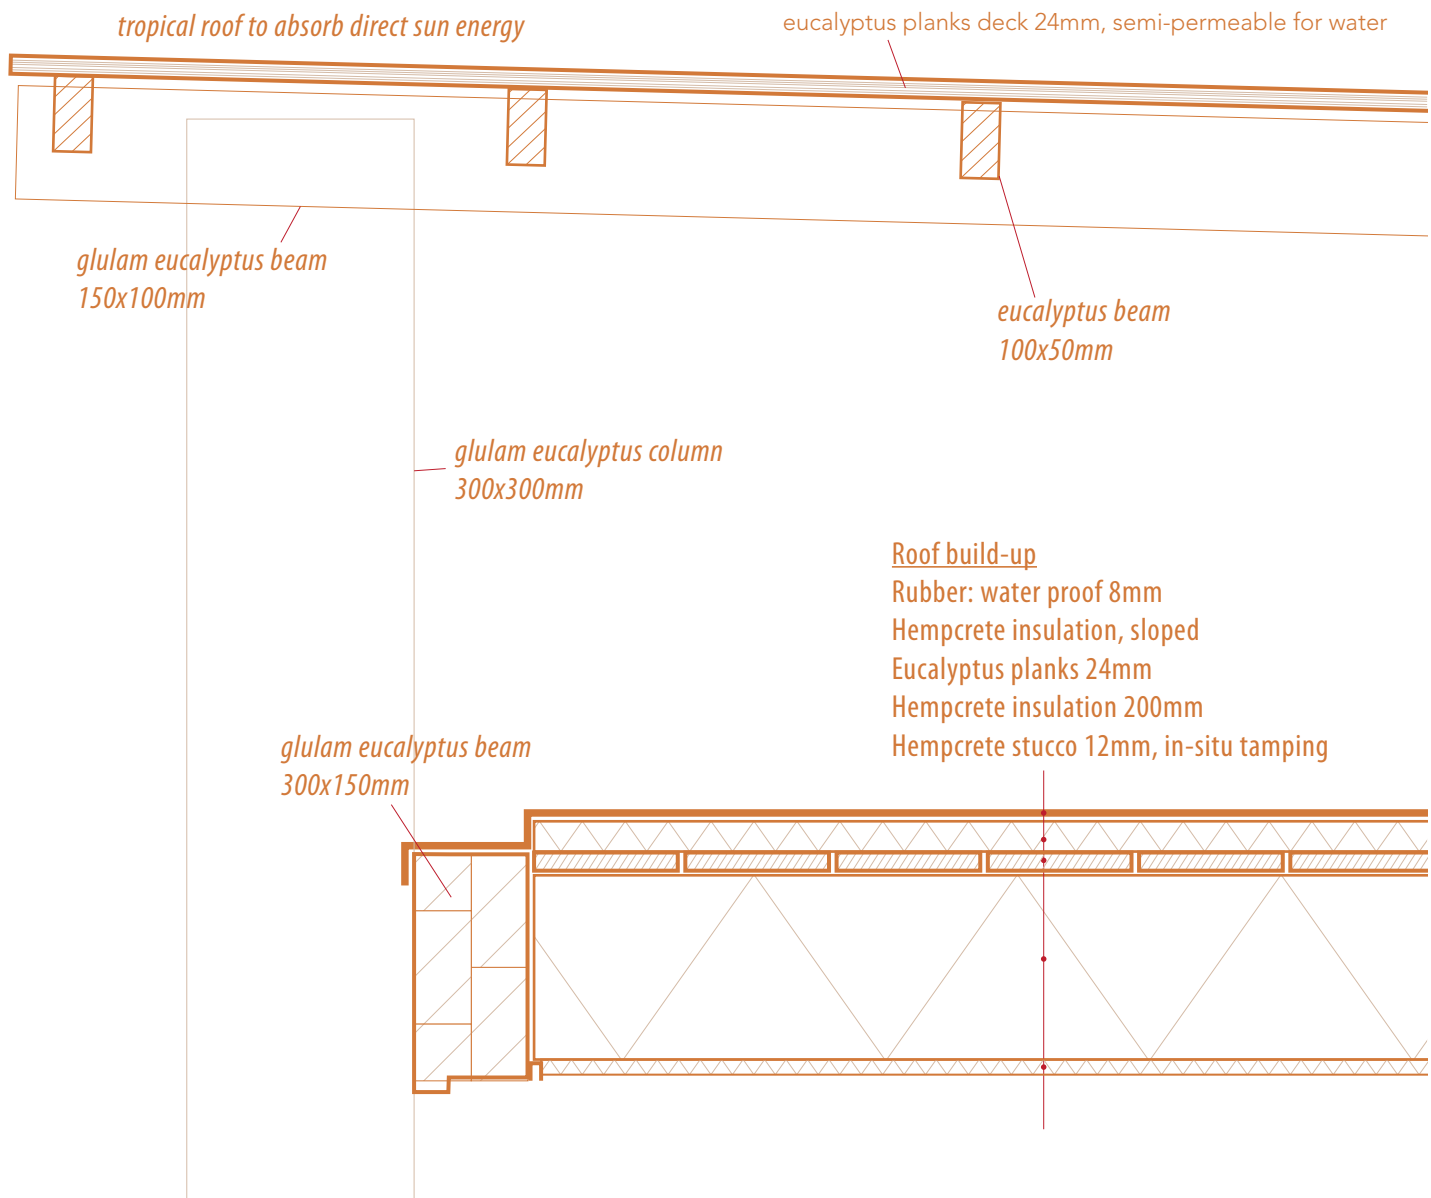 tropical roof to absorb direct sun energy
eucalyptus planks deck 24mm, semi-permeable for water
glulam eucalyptus beam
150x100mm
eucalyptus beam
100x50mm
glulam eucalyptus column
300x300mm
Roof build-up
Rubber: water proof 8mm
Hempcrete insulation, sloped
Eucalyptus planks 24mm
Hempcrete insulation 200mm
Hempcrete stucco 12mm, in-situ tamping
glulam eucalyptus beam
300x150mm